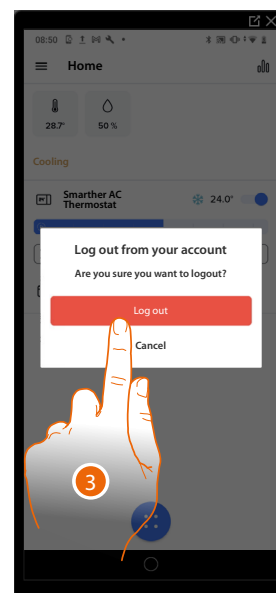 08:50
Home
28.7°
50 %
Cooling
Smarther AC
Thermostat
24.0°
Log out from your account
Are you sure you want to logout?
Log out
Cancel
3